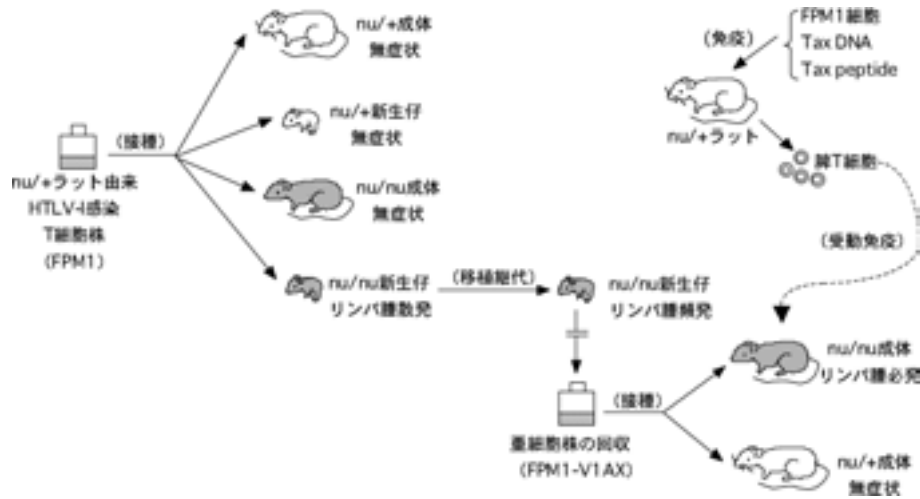 nu/+成体
無症状
nu/+新生仔
無症状
nu/nu成体
無症状
(接種)
nu/+ラット由来
HTLV-I感染
T細胞株
(FPM1)
nu/nu新生仔
リンパ腫散発
(移植継代)
nu/nu新生仔
リンパ腫頻発
亜細胞株の回収
(FPM1-V1AX)
(接種)
(免疫)
FPM1細胞
Tax DNA
Tax peptide
nu/+ラット
脾T細胞
(受動免疫)
nu/nu成体
リンパ腫必発
nu/+成体
無症状